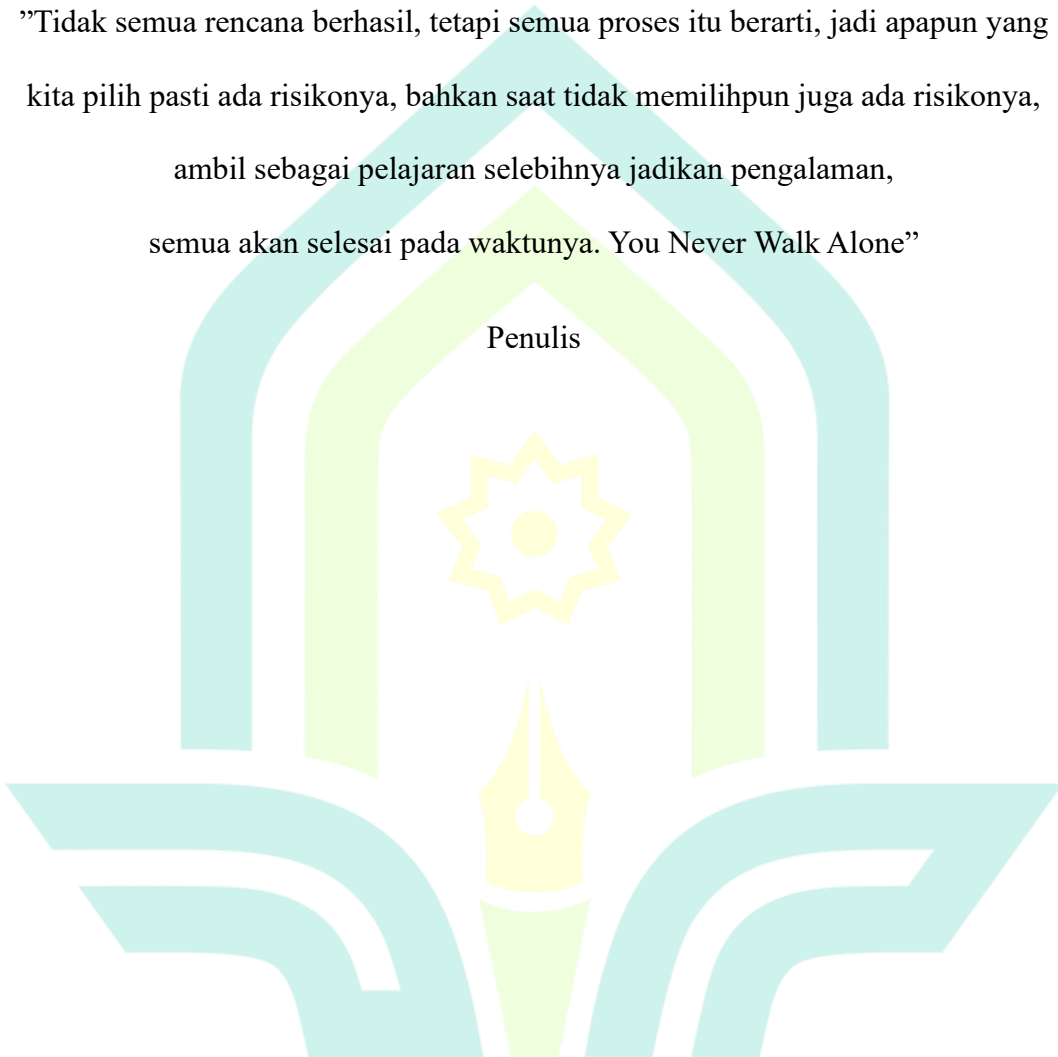 ”Tidak semua rencana berhasil, tetapi semua proses itu berarti, jadi apapun yang
kita pilih pasti ada risikonya, bahkan saat tidak memilihpun juga ada risikonya,
ambil sebagai pelajaran selebihnya jadikan pengalaman,
semua akan selesai pada waktunya. You Never Walk Alone”
Penulis